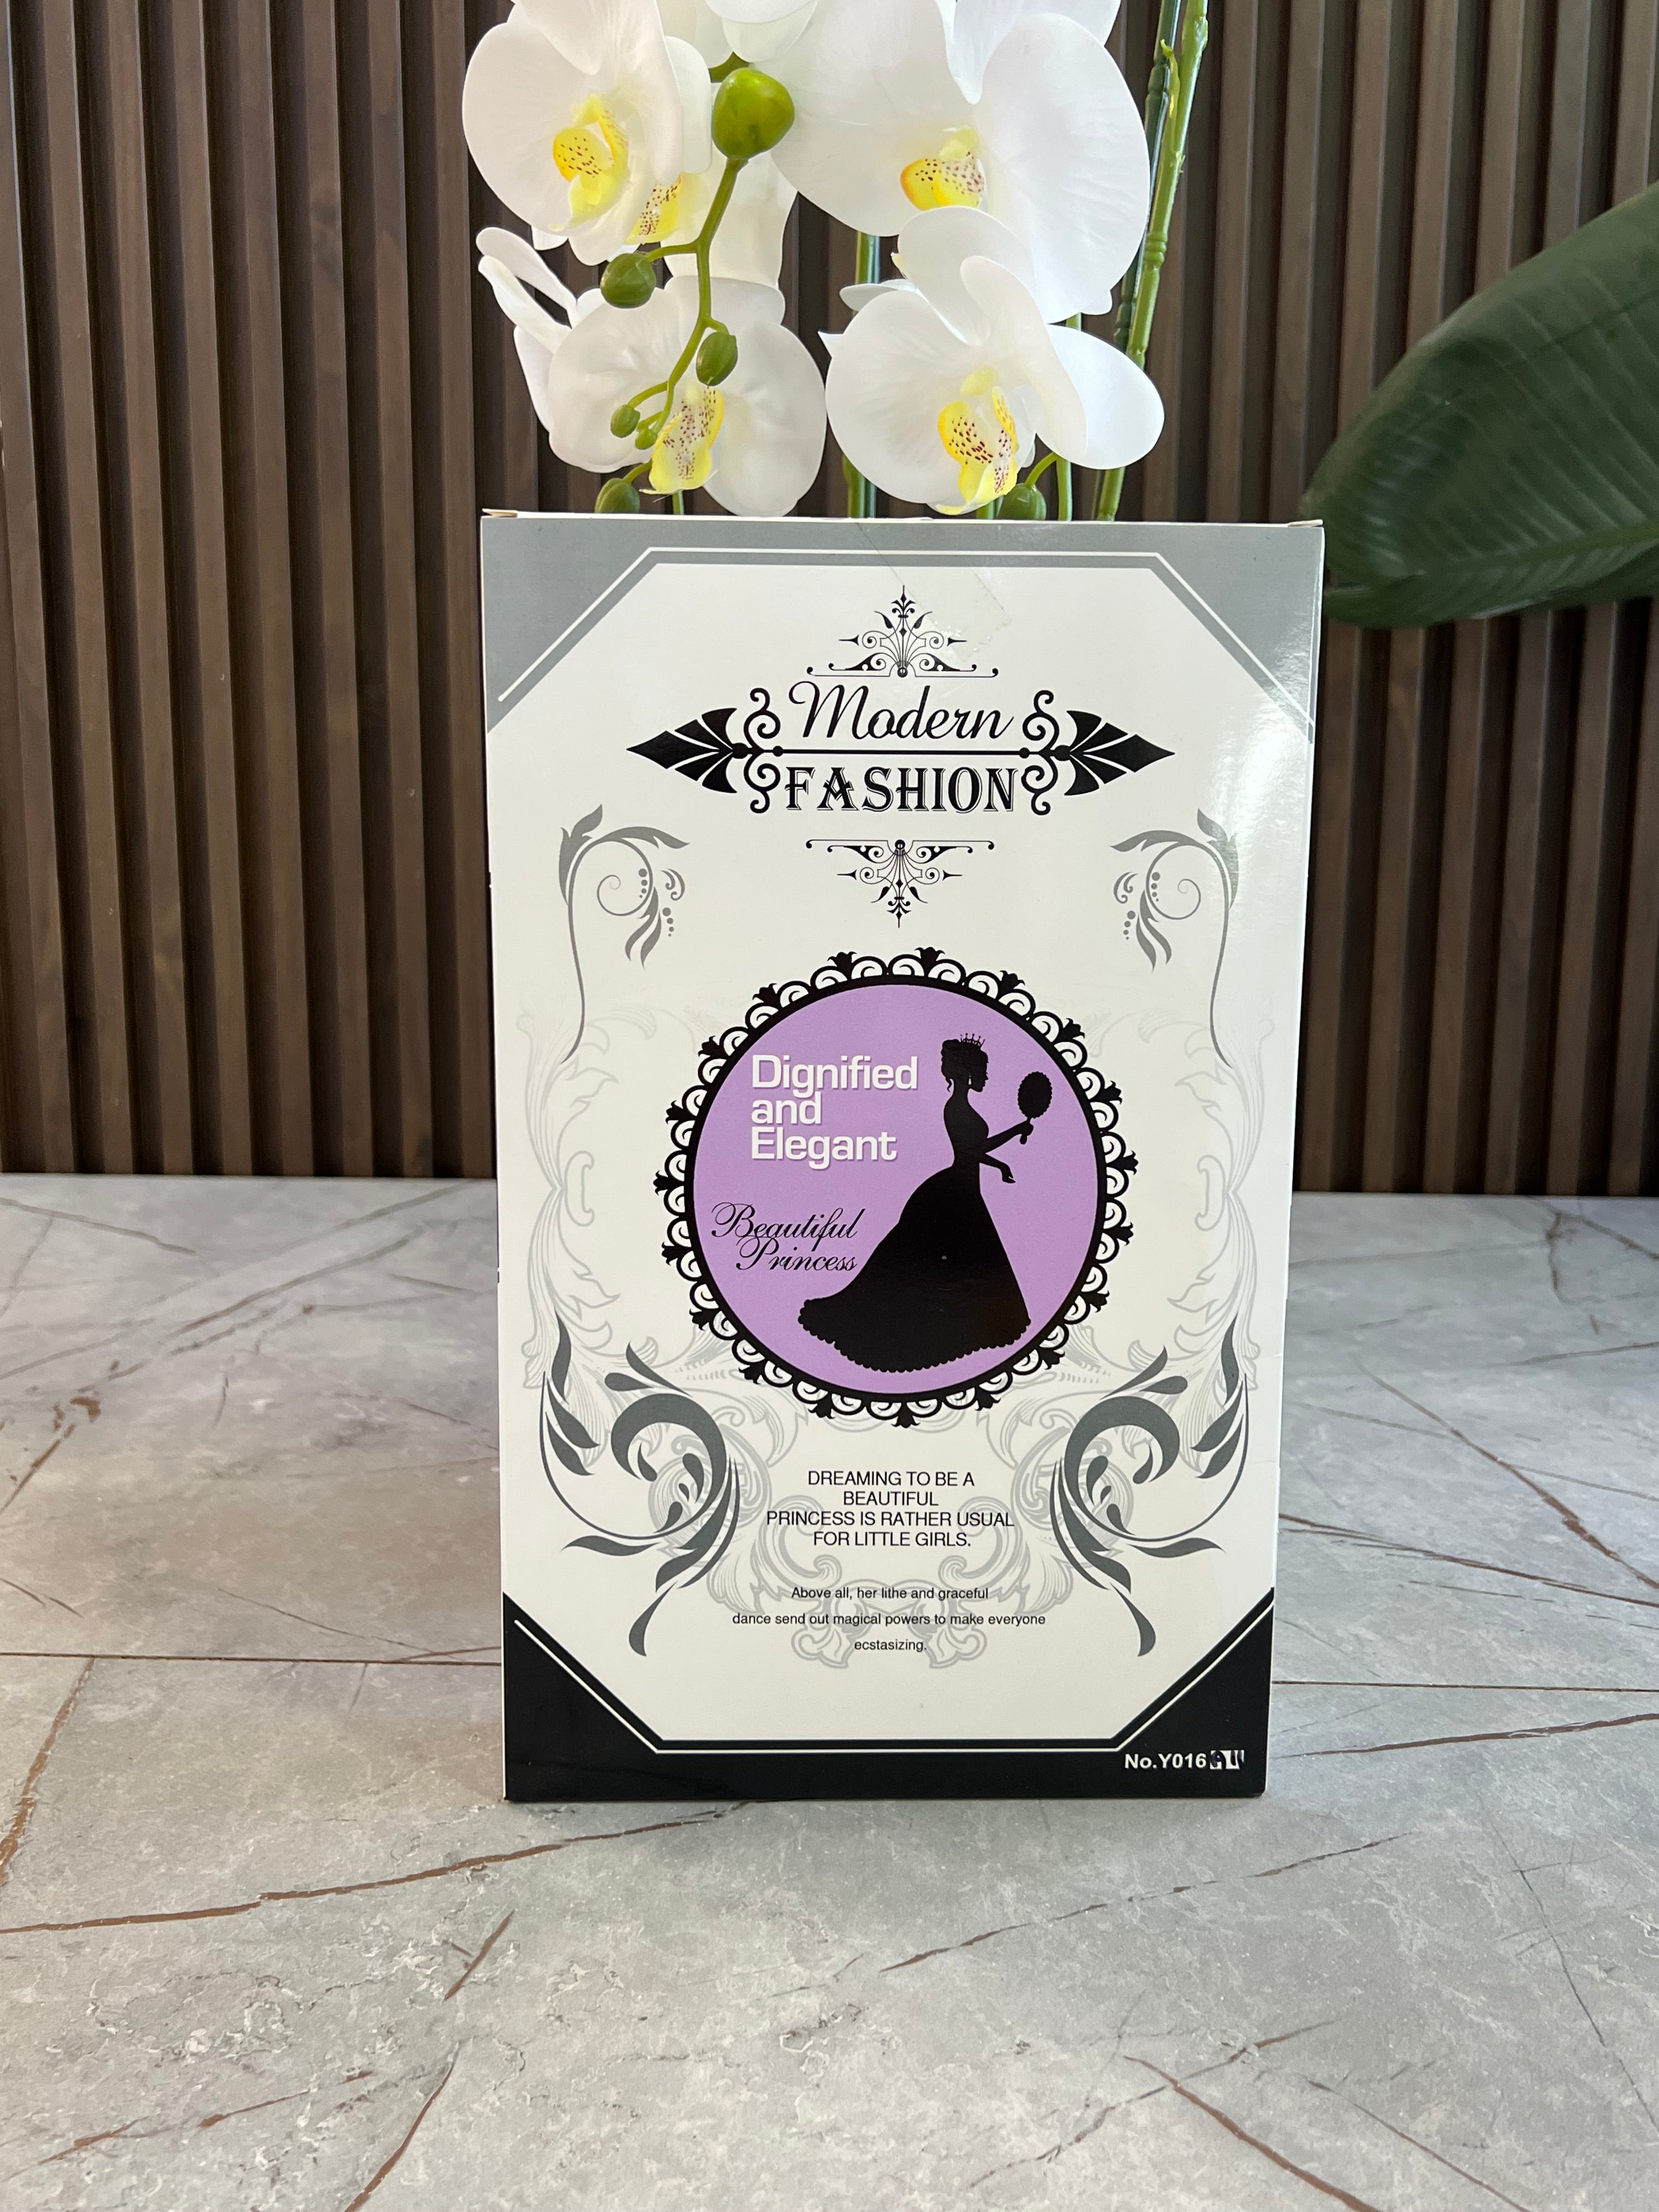 Modern
FASHION
Dignified
and
Elegant
Beautiful
Princess
DREAMING TO BE A
BEAUTIFUL
PRINCESS IS RATHER USUAL
FOR LITTLE GIRLS.
Above all, her lithe and graceful
dance send out magical powers to make everyone
ecstasizing.
No.Y016